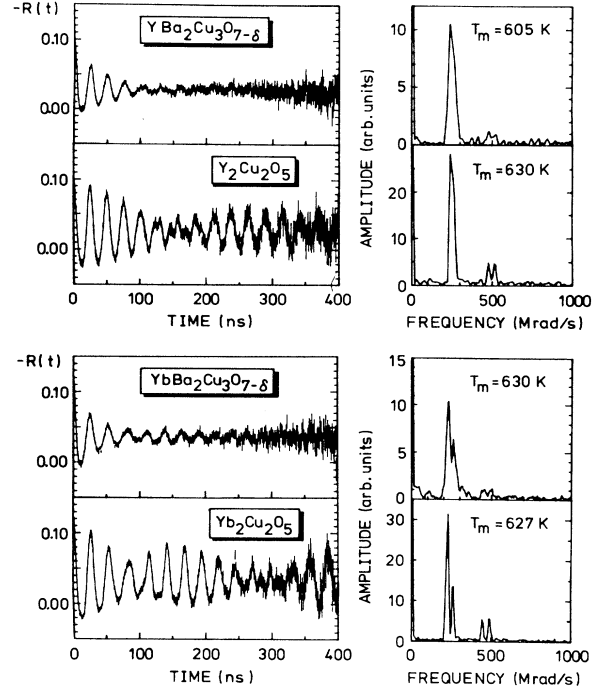 -R(t)
0.10
0.00
YBa2Cu3O7-δ
10
5
0
Tm=605 K
0.10
0.00
Y2Cu2O5
20
10
0
Tm=630 K
AMPLITUDE (arb. units)
0 100 200 300 400
TIME (ns)
0 500 1000
FREQUENCY (Mrad/s)
-R(t)
0.10
0.00
YbBa2Cu3O7-δ
15
10
5
0
Tm=630 K
0.10
0.00
Yb2Cu2O5
30
20
10
0
Tm=627 K
AMPLITUDE (arb. units)
0 100 200 300 400
TIME (ns)
0 500 1000
FREQUENCY (Mrad/s)